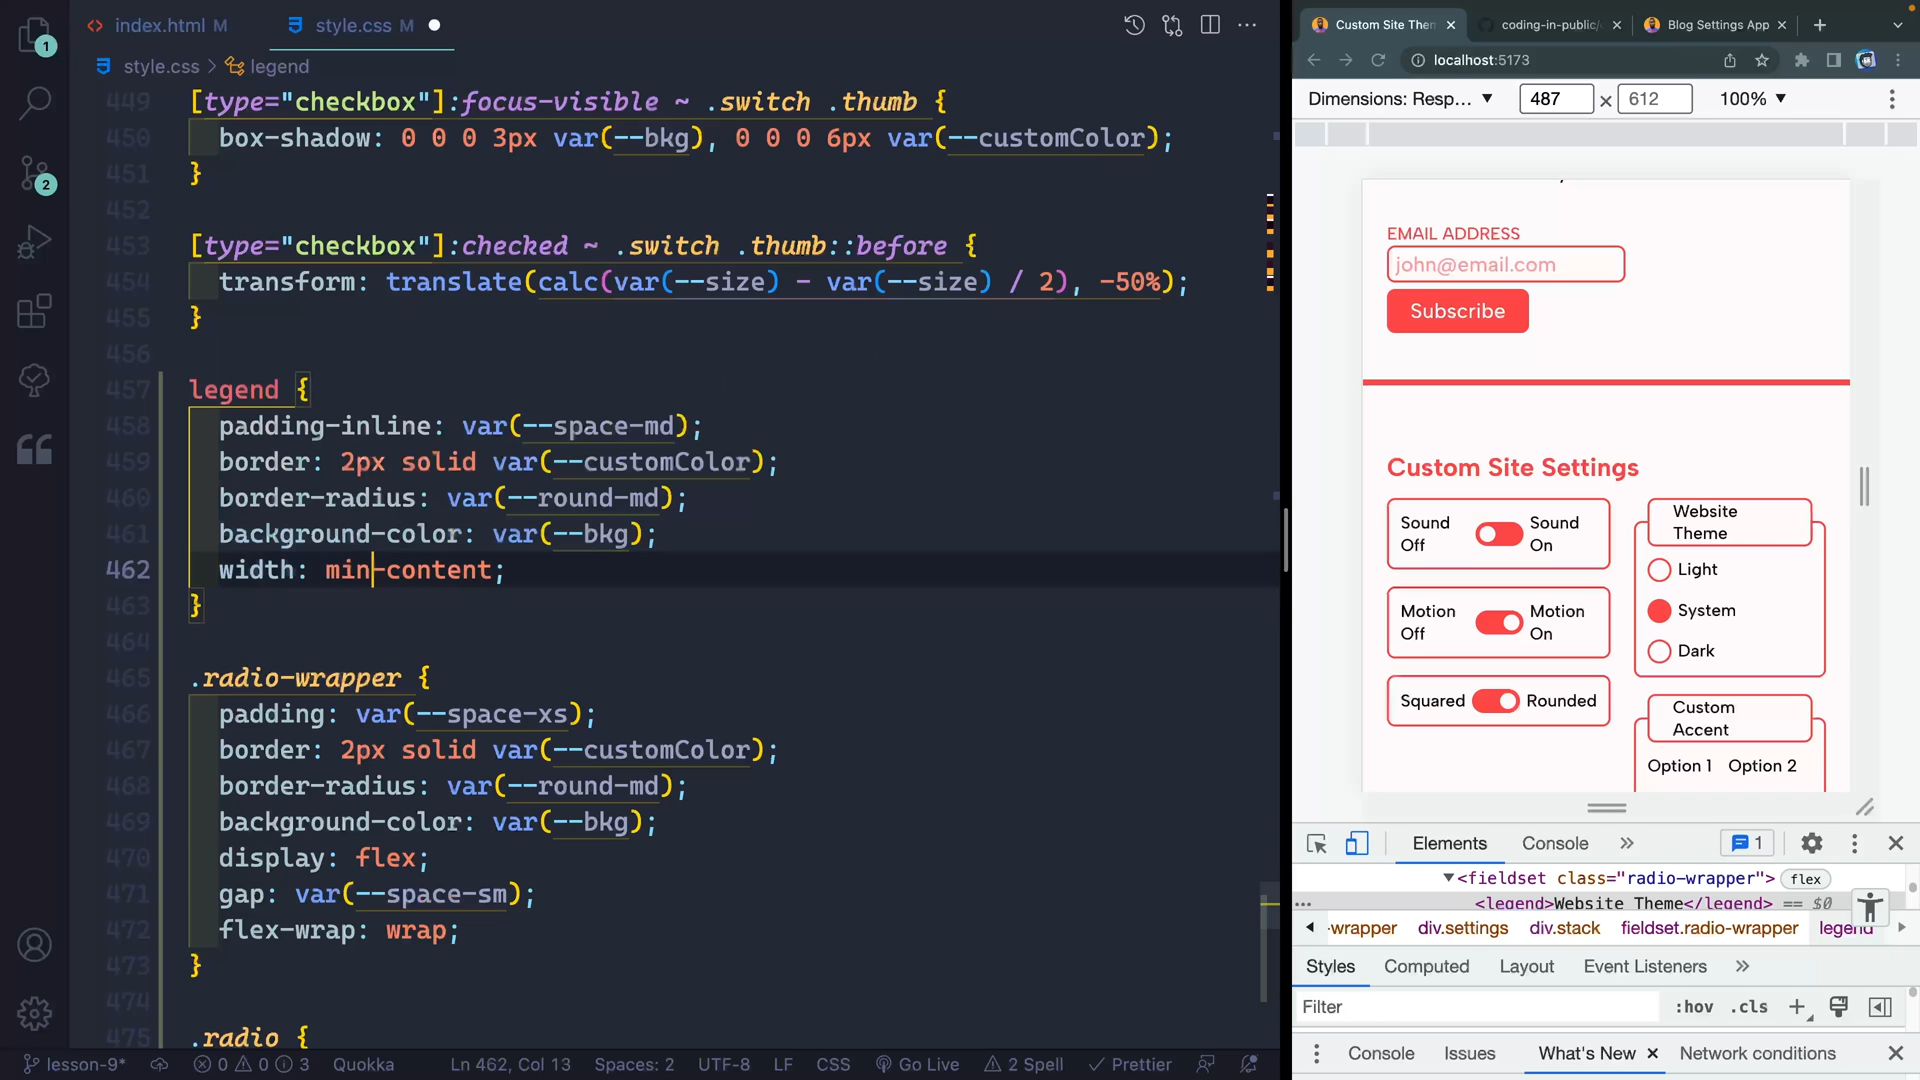 index.html M
style.css M
style.css > legend
449 [type="checkbox"]:focus-visible ~ .switch .thumb {
450 box-shadow: 0 0 0 3px var(--bkg), 0 0 0 6px var(--customColor);
451 }
452
453 [type="checkbox"]:checked ~ .switch .thumb::before {
454 transform: translate(calc(var(--size) - var(--size) / 2), -50%);
455 }
456
457 legend {
458 padding-inline: var(--space-md);
459 border: 2px solid var(--customColor);
460 border-radius: var(--round-md);
461 background-color: var(--bkg);
462 width: min-content;
463 }
464
465 .radio-wrapper {
466 padding: var(--space-xs);
467 border: 2px solid var(--customColor);
468 border-radius: var(--round-md);
469 background-color: var(--bkg);
470 display: flex;
471 gap: var(--space-sm);
472 flex-wrap: wrap;
473 }
474
475 .radio {
1
2
lesson-9* 0 0 3 Quokka Ln 462, Col 13 Spaces: 2 UTF-8 LF CSS Go Live 2 Spell Prettier
Custom Site Then
coding-in-public/
Blog Settings App
localhost:5173
Dimensions: Resp... 487 × 612 100%
EMAIL ADDRESS
john@email.com
Subscribe
Custom Site Settings
Sound Off
Sound On
Motion Off
Motion On
Squared
Rounded
Website Theme
Light
System
Dark
Custom Accent
Option 1 Option 2
Elements Console » 1
<fieldset class="radio-wrapper"> flex
<legend>Website Theme</legend> == $0
-wrapper div.settings div.stack fieldset.radio-wrapper legend
Styles Computed Layout Event Listeners »
Filter :hov .cls +
Console Issues What's New Network conditions